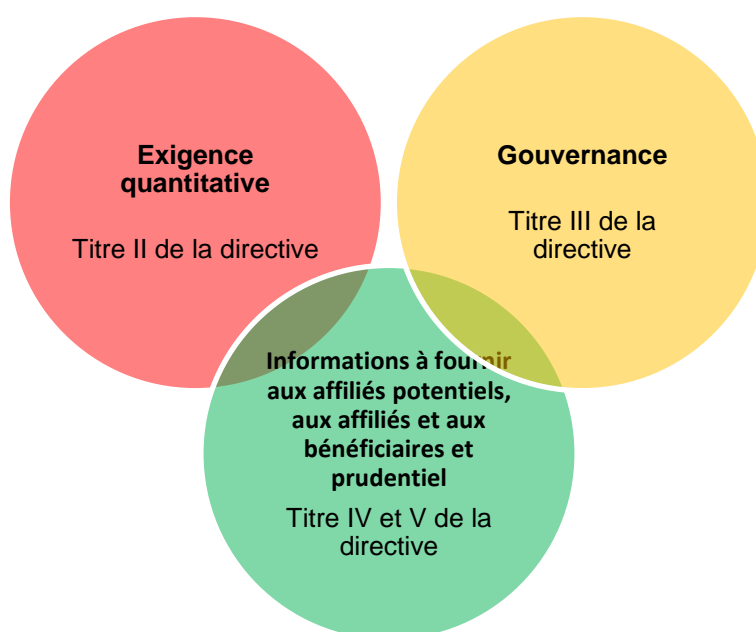 Exigence
quantitative
Titre II de la directive
Gouvernance
Titre III de la
directive
Informations à fournir
aux affiliés potentiels,
aux affiliés et aux
bénéficiaires et
prudentiel
Titre IV et V de la
directive